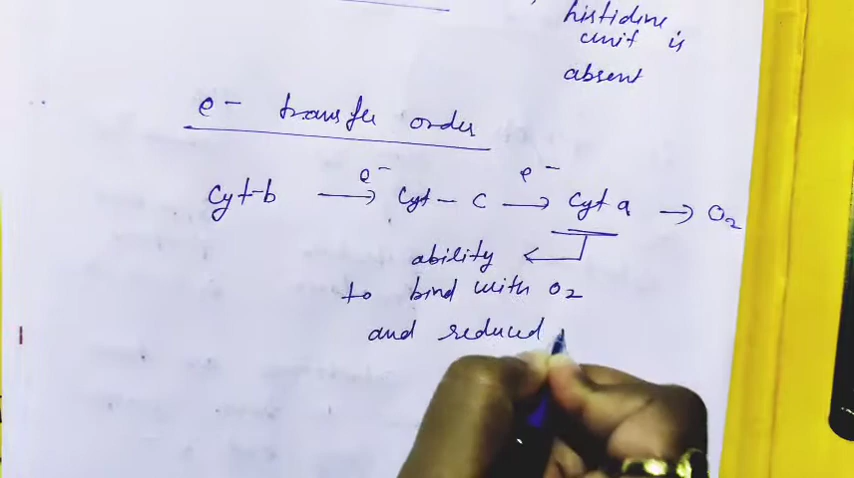 histidine
unit is
absent
e- transfer order
e- e-
Cyt-b → Cyt - c → Cyt a → O2
ability ←
to bind with O2
and reduced